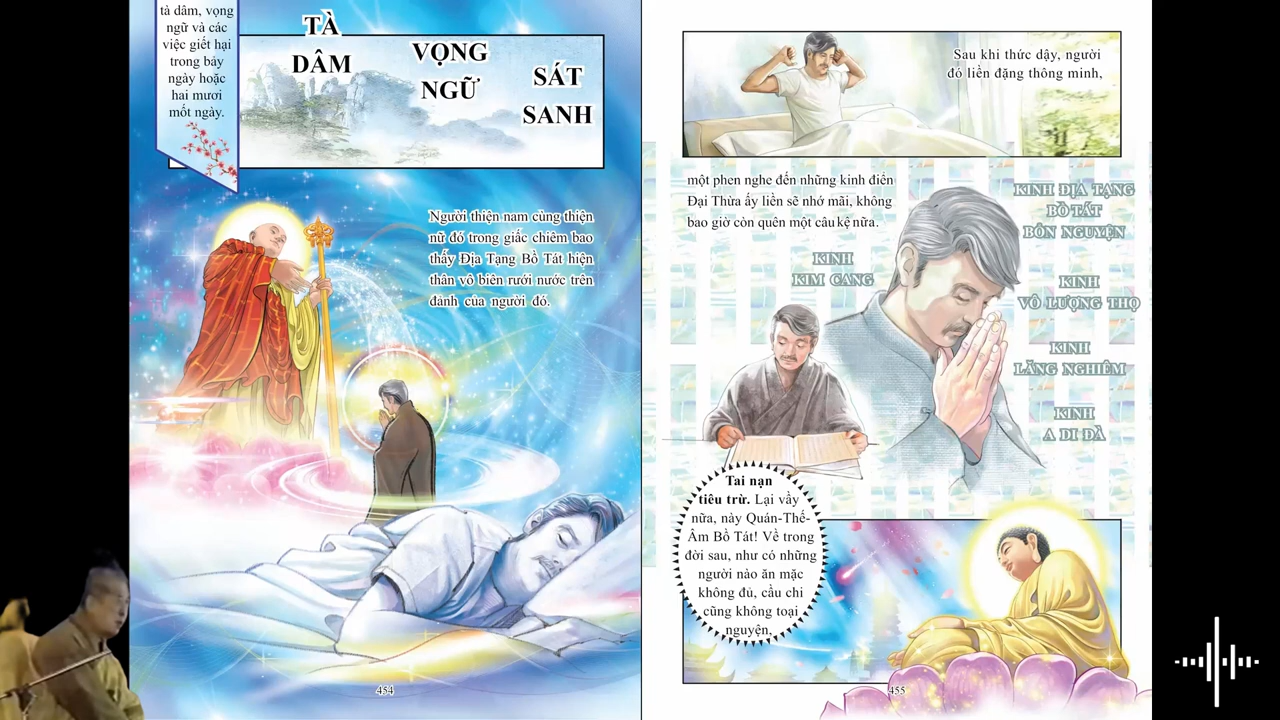 tà dâm, vọng
ngữ và các
việc giết hại
trong bảy
ngày hoặc
hai mươi
mốt ngày.
TÀ
DÂM
VỌNG
NGỮ
SÁT
SANH
Người thiện nam cùng thiện
nữ đó trong giấc chiêm bao
thấy Địa Tạng Bồ Tát hiện
thân vô biên rưới nước trên
đảnh của người đó.
454
Sau khi thức dậy, người
đó liền đặng thông minh,
một phen nghe đến những kinh điển
Đại Thừa ấy liền sẽ nhớ mãi, không
bao giờ còn quên một câu kệ nữa.
KINH ĐỊA TẠNG
BỒ TÁT
BỔN NGUYỆN
KINH
KIM CANG
KINH
VÔ LƯỢNG THỌ
KINH
LĂNG NGHIÊM
KINH
A DI ĐÀ
Tai nạn
tiêu trừ. Lại vầy
nữa, này Quán-Thế-
Âm Bồ Tát! Về trong
đời sau, như có những
người nào ăn mặc
không đủ, cầu chi
cũng không toại
nguyện,
455